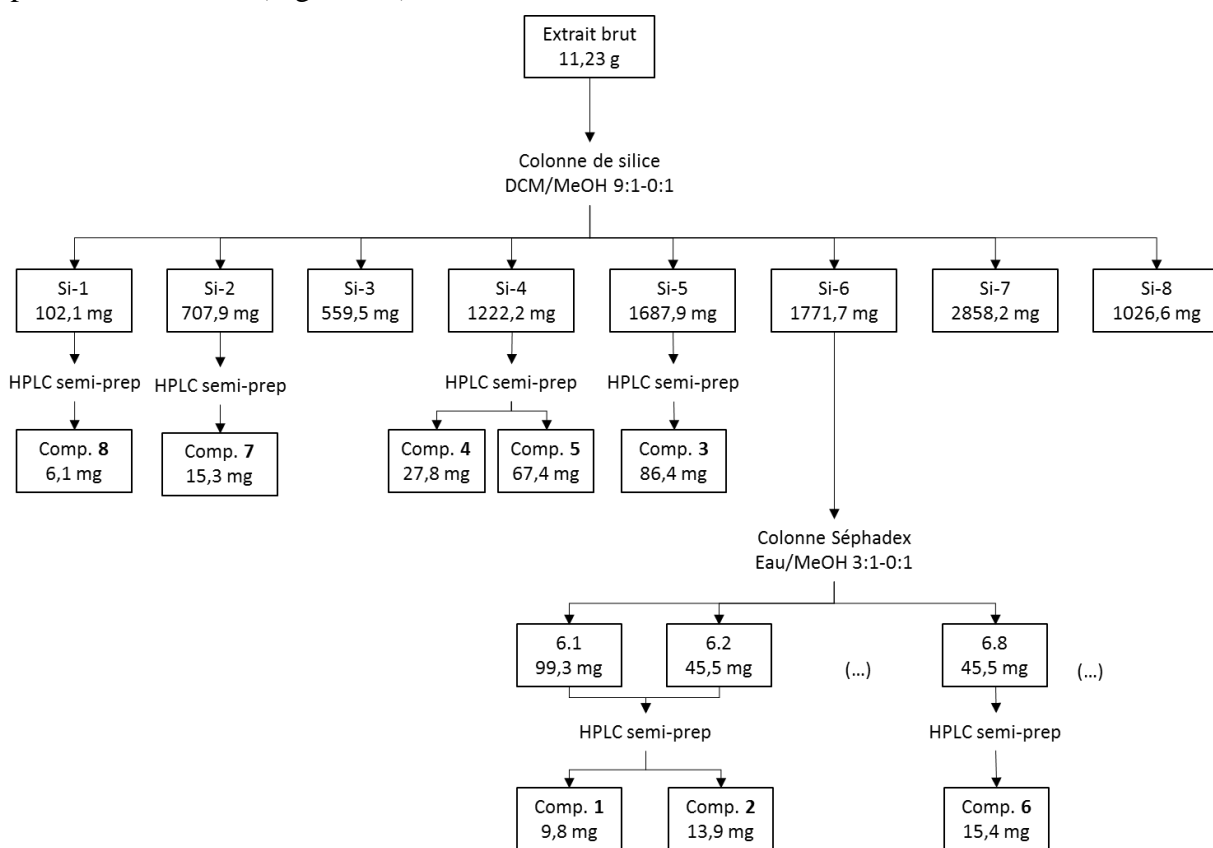 Extrait brut
11,23 g
Colonne de silice
DCM/MeOH 9:1-0:1
Si-1
102,1 mg
Si-2
707,9 mg
Si-3
559,5 mg
Si-4
1222,2 mg
Si-5
1687,9 mg
Si-6
1771,7 mg
Si-7
2858,2 mg
Si-8
1026,6 mg
HPLC semi-prep
HPLC semi-prep
HPLC semi-prep
HPLC semi-prep
Comp. 8
6,1 mg
Comp. 7
15,3 mg
Comp. 4
27,8 mg
Comp. 5
67,4 mg
Comp. 3
86,4 mg
Colonne Séphadex
Eau/MeOH 3:1-0:1
6.1
99,3 mg
6.2
45,5 mg
(...)
6.8
45,5 mg
(...)
HPLC semi-prep
HPLC semi-prep
Comp. 1
9,8 mg
Comp. 2
13,9 mg
Comp. 6
15,4 mg